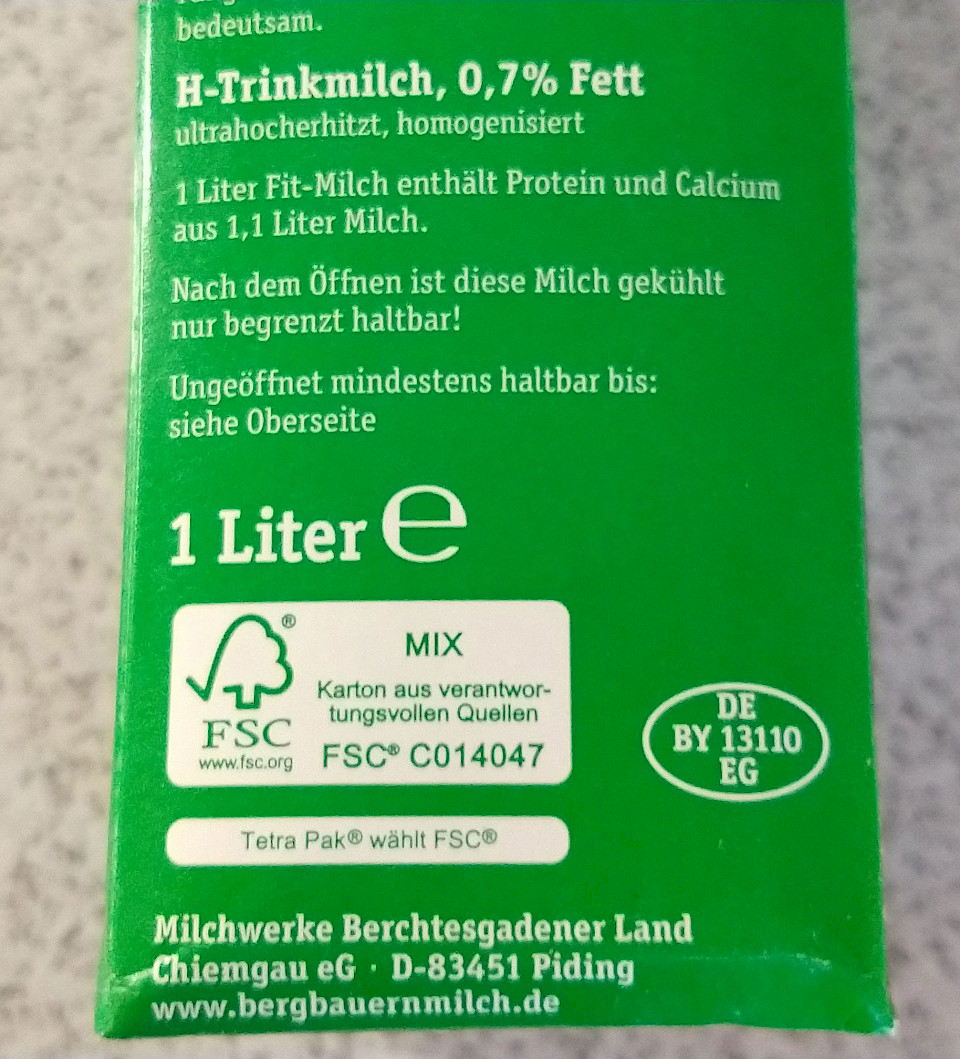 bedeutsam.
H-Trinkmilch, 0,7% Fett
ultrahocherhitzt, homogenisiert
1 Liter Fit-Milch enthält Protein und Calcium
aus 1,1 Liter Milch.
Nach dem Öffnen ist diese Milch gekühlt
nur begrenzt haltbar!
Ungeöffnet mindestens haltbar bis:
siehe Oberseite
1 Liter ℮
®
MIX
Karton aus verantwor-
tungsvollen Quellen
FSC
www.fsc.org
FSC® C014047
DE
BY 13110
EG
Tetra Pak® wählt FSC®
Milchwerke Berchtesgadener Land
Chiemgau eG · D-83451 Piding
www.bergbauernmilch.de